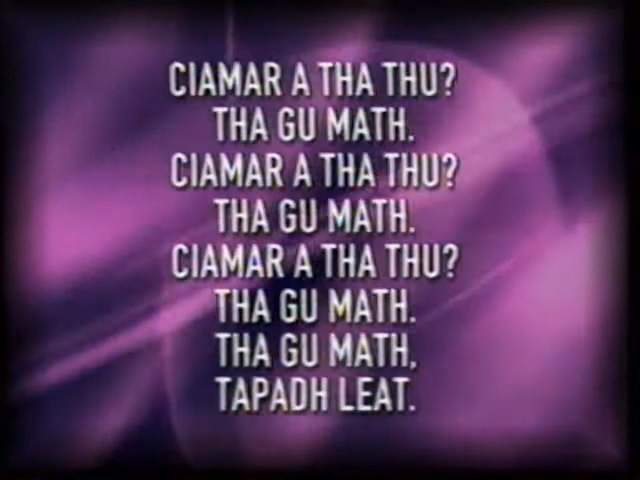 CIAMAR A THA THU?
THA GU MATH.
CIAMAR A THA THU?
THA GU MATH.
CIAMAR A THA THU?
THA GU MATH.
THA GU MATH,
TAPADH LEAT.